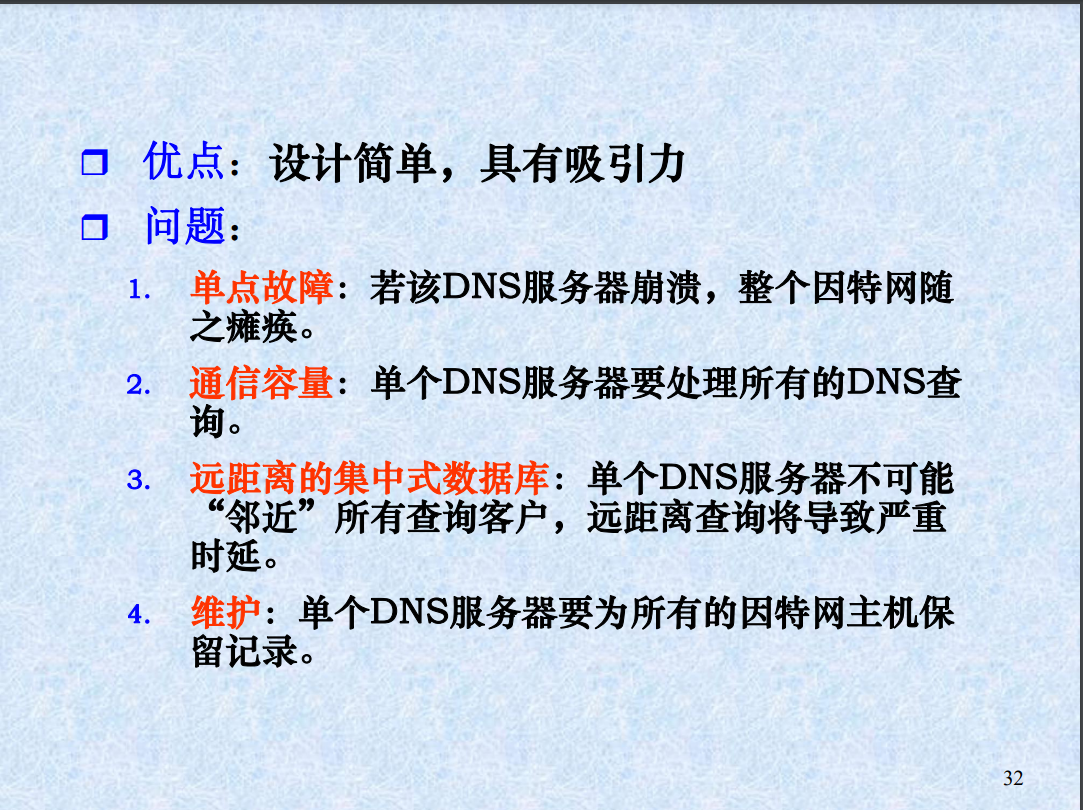 优点：设计简单，具有吸引力
问题：
1. 单点故障：若该DNS服务器崩溃，整个因特网随
之瘫痪。
2. 通信容量：单个DNS服务器要处理所有的DNS查
询。
3. 远距离的集中式数据库：单个DNS服务器不可能
“邻近”所有查询客户，远距离查询将导致严重
时延。
4. 维护：单个DNS服务器要为所有的因特网主机保
留记录。
32